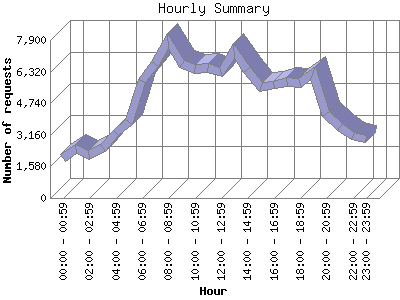 Hourly Summary
Number of requests
7,900
6,320
4,740
3,160
1,580
0
00:00 - 00:59
02:00 - 02:59
04:00 - 04:59
06:00 - 06:59
08:00 - 08:59
10:00 - 10:59
12:00 - 12:59
14:00 - 14:59
16:00 - 16:59
18:00 - 18:59
20:00 - 20:59
22:00 - 22:59
23:00 - 23:59
Hour